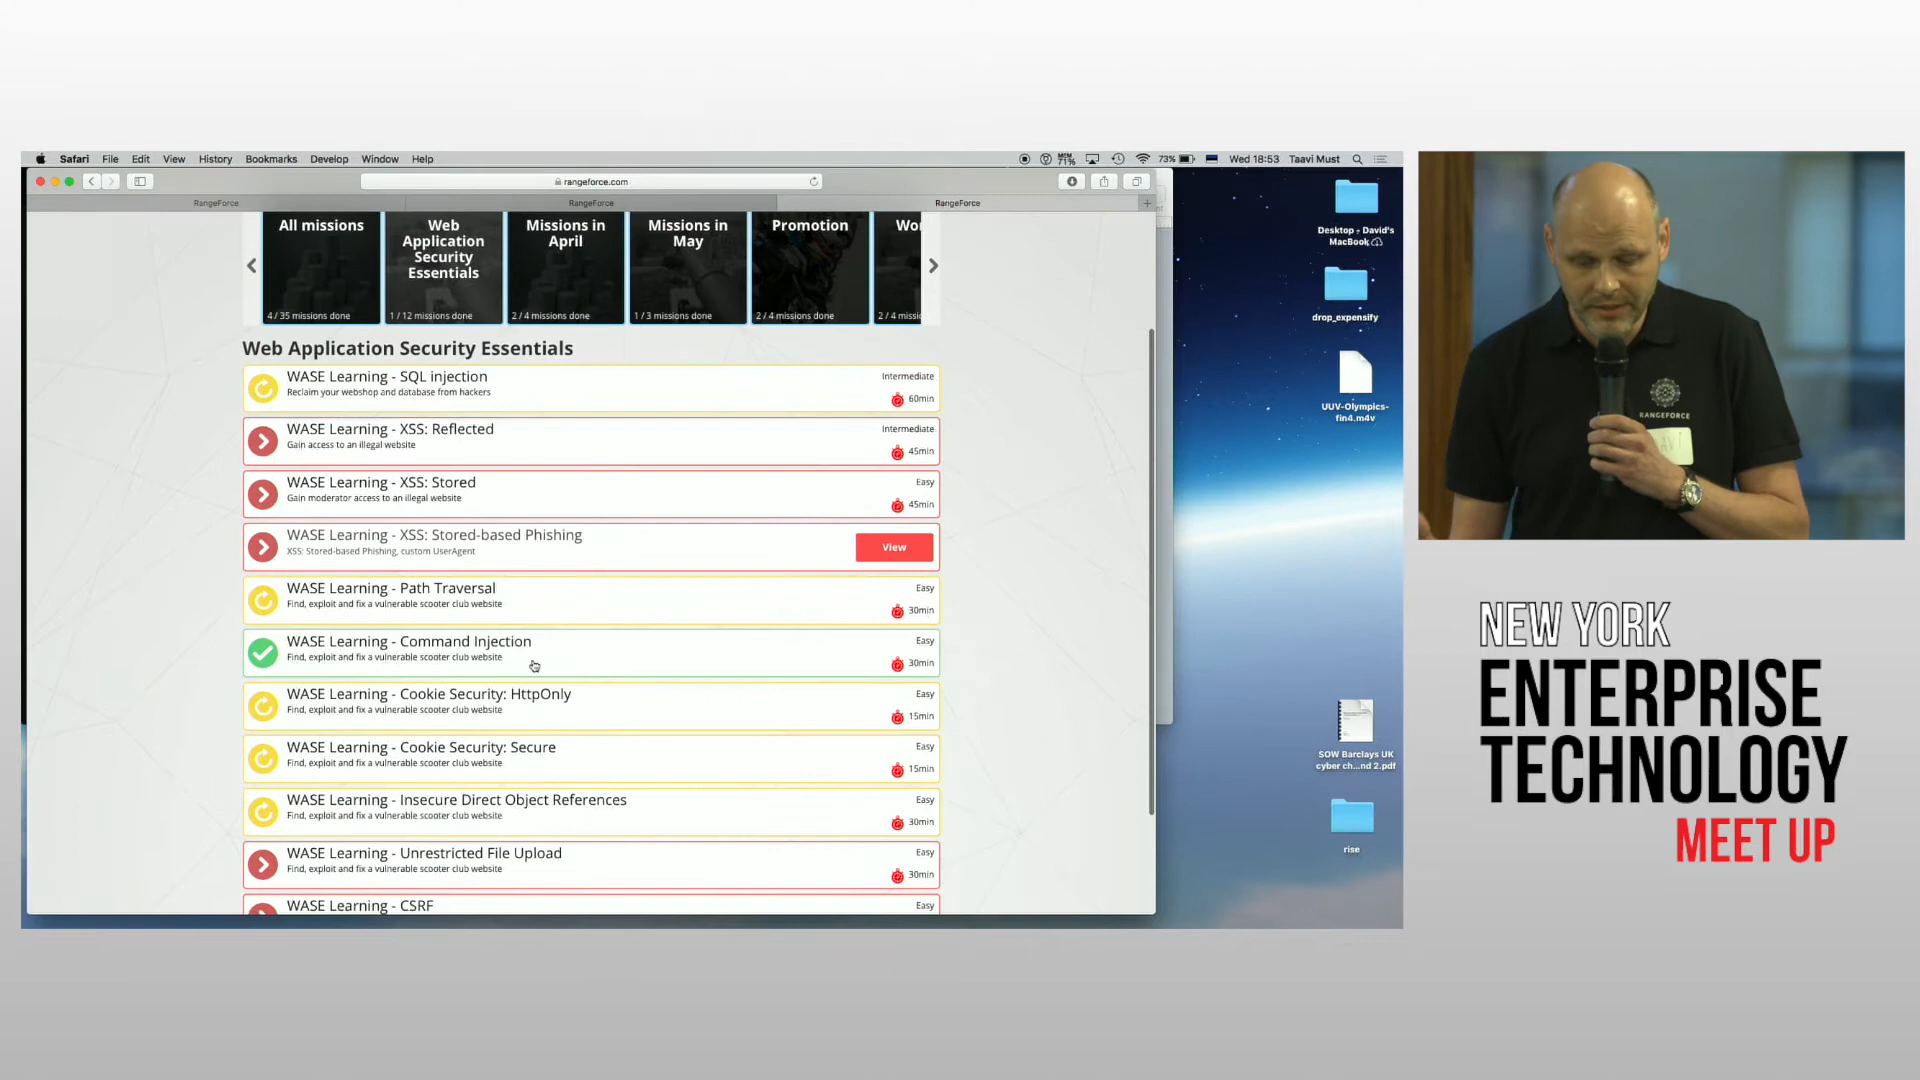 Safari File Edit View History Bookmarks Develop Window Help
MEM
71%
73%
Wed 18:53
Taavi Must
rangeforce.com
RangeForce
RangeForce
RangeForce
All missions
4 / 35 missions done
Web
Application
Security
Essentials
1 / 12 missions done
Missions in
April
2 / 4 missions done
Missions in
May
1 / 3 missions done
Promotion
2 / 4 missions done
Wo
2 / 4 missi
Web Application Security Essentials
WASE Learning - SQL injection
Reclaim your webshop and database from hackers
Intermediate
60min
WASE Learning - XSS: Reflected
Gain access to an illegal website
Intermediate
45min
WASE Learning - XSS: Stored
Gain moderator access to an illegal website
Easy
45min
WASE Learning - XSS: Stored-based Phishing
XSS: Stored-based Phishing, custom UserAgent
View
WASE Learning - Path Traversal
Find, exploit and fix a vulnerable scooter club website
Easy
30min
WASE Learning - Command Injection
Find, exploit and fix a vulnerable scooter club website
Easy
30min
WASE Learning - Cookie Security: HttpOnly
Find, exploit and fix a vulnerable scooter club website
Easy
15min
WASE Learning - Cookie Security: Secure
Find, exploit and fix a vulnerable scooter club website
Easy
15min
WASE Learning - Insecure Direct Object References
Find, exploit and fix a vulnerable scooter club website
Easy
30min
WASE Learning - Unrestricted File Upload
Find, exploit and fix a vulnerable scooter club website
Easy
30min
WASE Learning - CSRF
Easy
Desktop - David's
MacBook
drop_expensify
UUV-Olympics-
fin4.m4v
SOW Barclays UK
cyber ch...nd 2.pdf
rise
RANGEFORCE
NEW YORK
ENTERPRISE
TECHNOLOGY
MEET UP